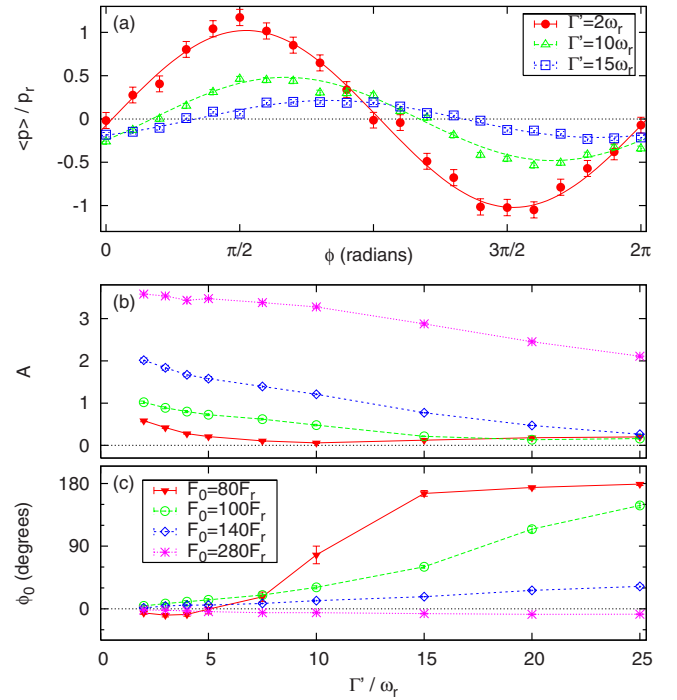 (a)
Γ'=2ω_r
Γ'=10ω_r
Γ'=15ω_r
<p> / p_r
1
0.5
0
-0.5
-1
0
π/2
3π/2
2π
ϕ (radians)
(b)
A
3
2
1
0
(c)
F_0=80F_r
F_0=100F_r
F_0=140F_r
F_0=280F_r
ϕ_0 (degrees)
180
90
0
0
5
10
15
20
25
Γ' / ω_r